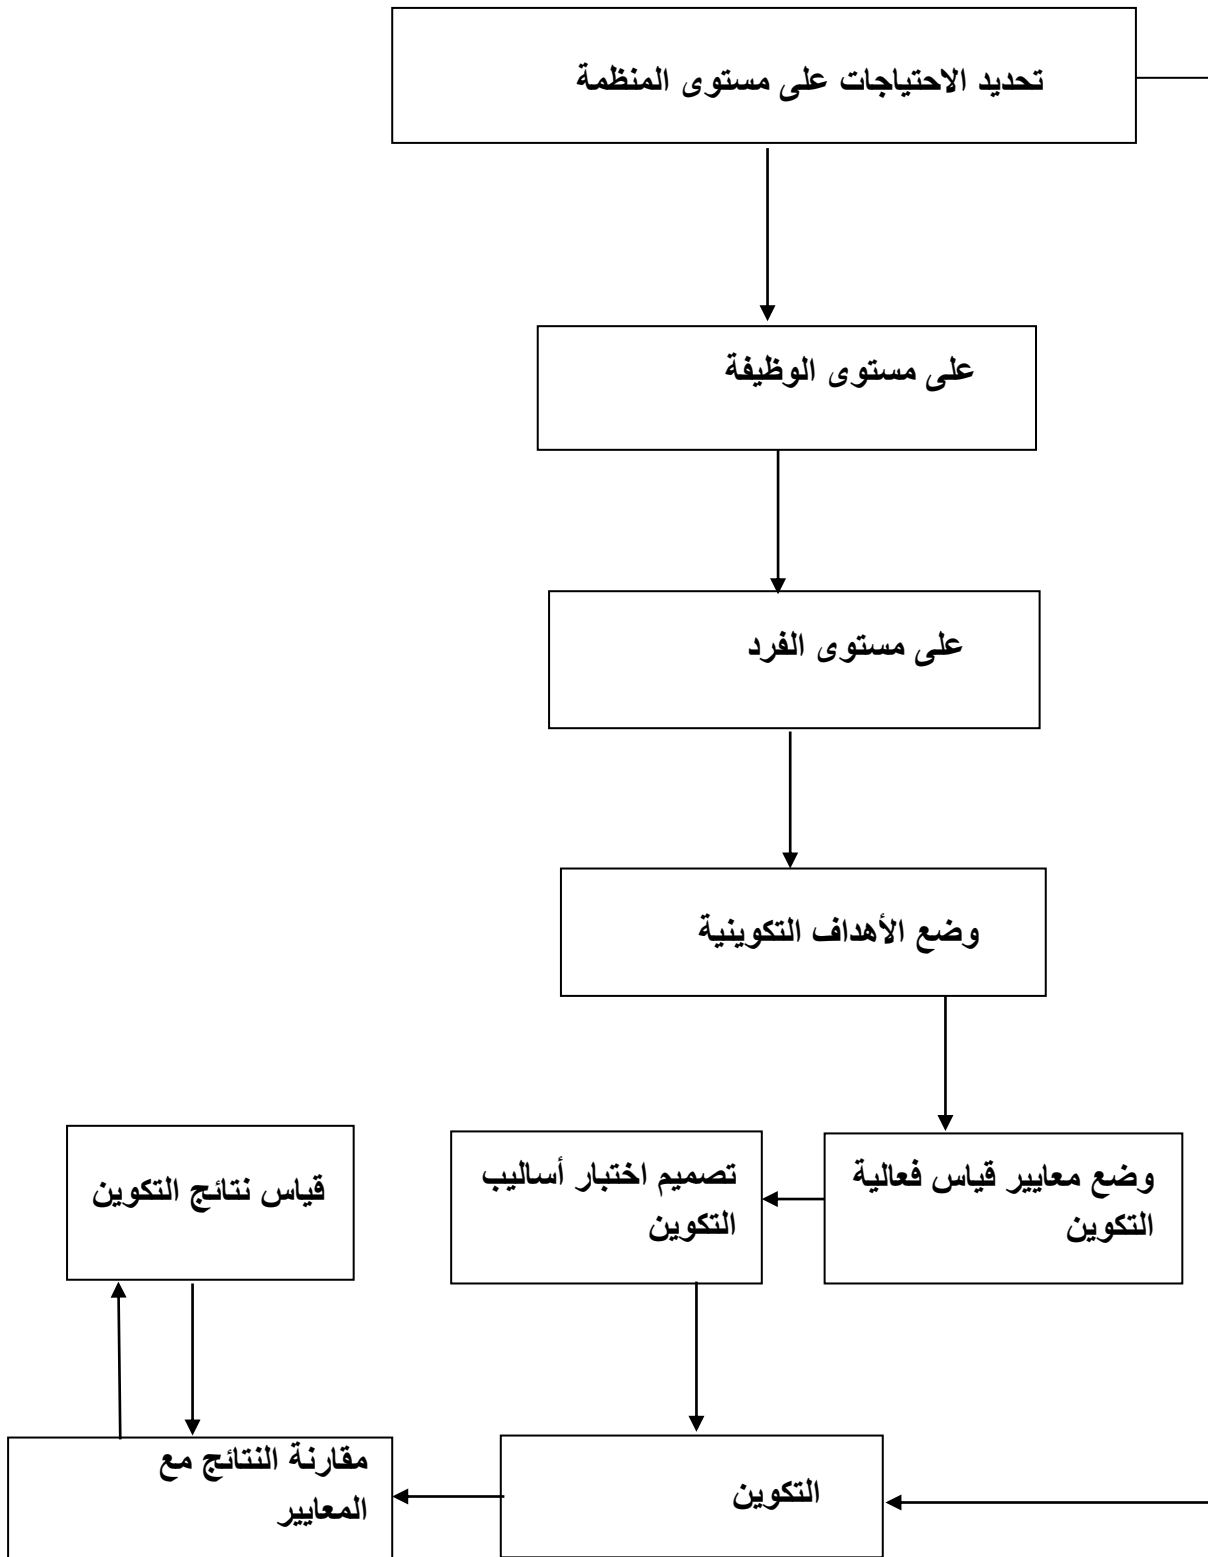 تحديد الاحتياجات على مستوى المنظمة
على مستوى الوظيفة
على مستوى الفرد
وضع الأهداف التكوينية
وضع معايير قياس فعالية
التكوين
تصميم اختبار أساليب
التكوين
قياس نتائج التكوين
التكوين
مقارنة النتائج مع
المعايير